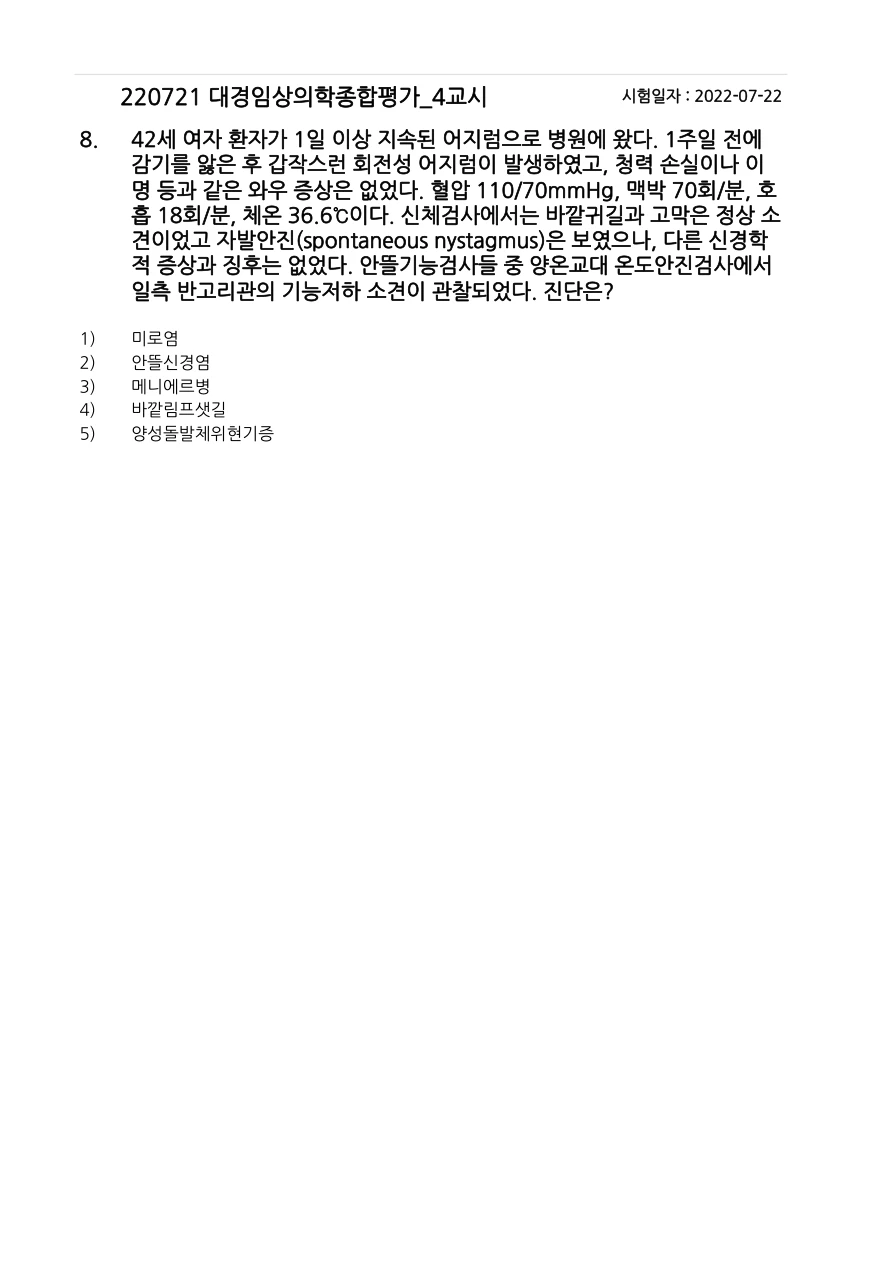 220721 대경임상의학종합평가_4교시 시험일자 : 2022-07-22
8. 42세 여자 환자가 1일 이상 지속된 어지럼으로 병원에 왔다. 1주일 전에
감기를 앓은 후 갑작스런 회전성 어지럼이 발생하였고, 청력 손실이나 이
명 등과 같은 와우 증상은 없었다. 혈압 110/70mmHg, 맥박 70회/분, 호
흡 18회/분, 체온 36.6℃이다. 신체검사에서는 바깥귀길과 고막은 정상 소
견이었고 자발안진(spontaneous nystagmus)은 보였으나, 다른 신경학
적 증상과 징후는 없었다. 안뜰기능검사들 중 양온교대 온도안진검사에서
일측 반고리관의 기능저하 소견이 관찰되었다. 진단은?
1) 미로염
2) 안뜰신경염
3) 메니에르병
4) 바깥림프샛길
5) 양성돌발체위현기증